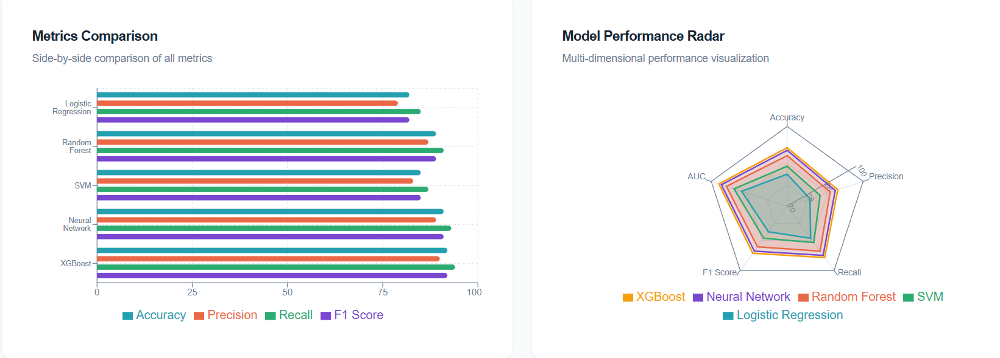 Metrics Comparison
Side-by-side comparison of all metrics
Logistic
Regression
Random
Forest
SVM
Neural
Network
XGBoost
0 25 50 75 100
Accuracy Precision Recall F1 Score
Model Performance Radar
Multi-dimensional performance visualization
Accuracy
100
AUC
Precision
78
70
F1 Score
Recall
XGBoost Neural Network Random Forest SVM
Logistic Regression